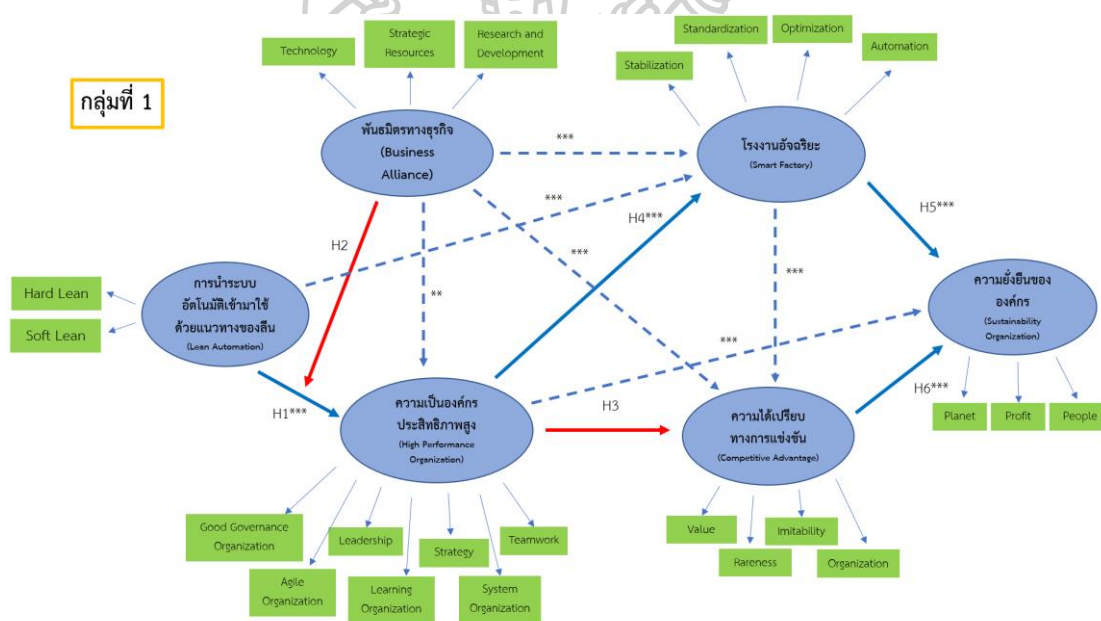 กลุ่มที่ 1
Technology
Strategic
Resources
Research and
Development
Stabilization
Standardization
Optimization
Automation
พันธมิตรทางธุรกิจ
(Business
Alliance)
โรงงานอัจฉริยะ
(Smart Factory)
***
***
H2
**
H4***
***
***
H5***
Hard Lean
Soft Lean
การนำระบบ
อัตโนมัติเข้ามาใช้
ด้วยแนวทางของลีน
(Lean Automation)
ความยั่งยืนของ
องค์กร
(Sustainability
Organization)
***
H1***
ความเป็นองค์กร
ประสิทธิภาพสูง
(High Performance
Organization)
H3
ความได้เปรียบ
ทางการแข่งขัน
(Competitive Advantage)
H6***
Planet
Profit
People
Good Governance
Organization
Agile
Organization
Leadership
Learning
Organization
Strategy
System
Organization
Teamwork
Value
Rareness
Imitability
Organization